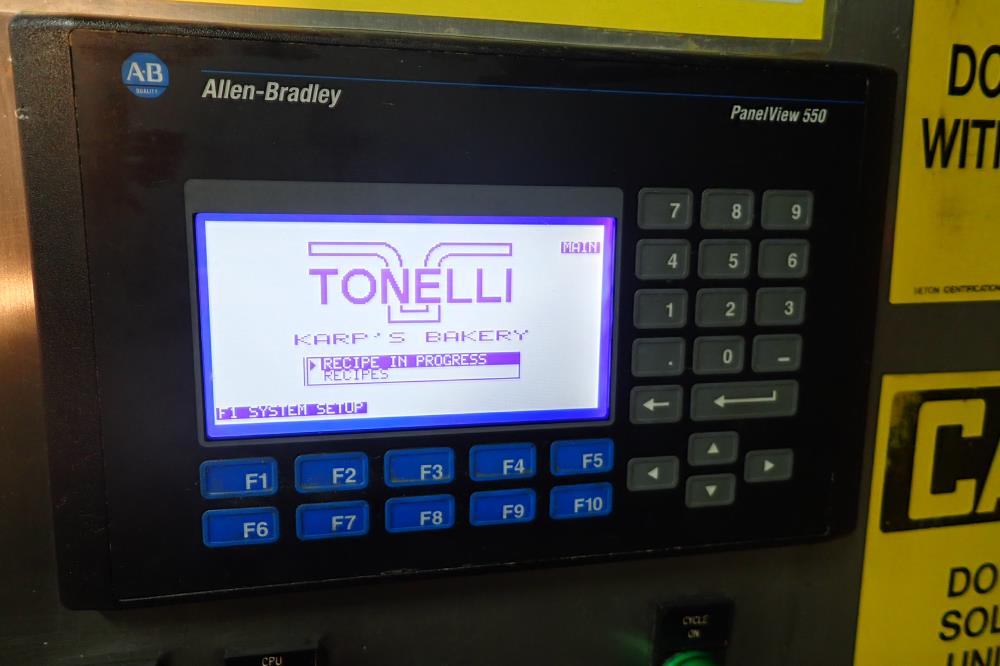 A-B
QUALITY
Allen-Bradley
PanelView 550
MAIN
TONELLI
KARP'S BAKERY
RECIPE IN PROGRESS
RECIPES
F1 SYSTEM SETUP
7 8 9
4 5 6
1 2 3
. 0 -
F1 F2 F3 F4 F5
F6 F7 F8 F9 F10
CPU
CYCLE
ON
DO
WITH
IDENTIFICATION
CA
DO
SOL
UN